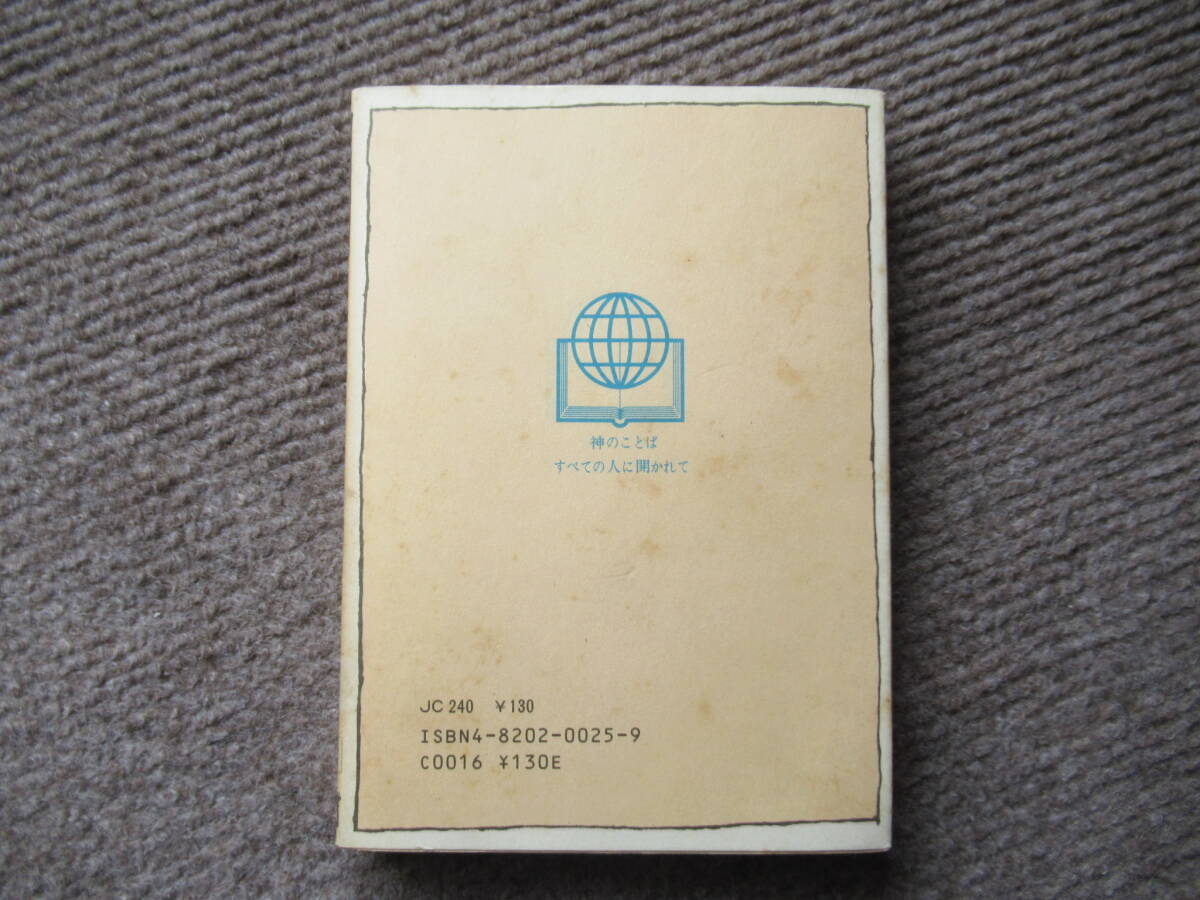 神のことば
すべての人に開かれて
JC 240 ¥130
ISBN4-8202-0025-9
C0016 ¥130E